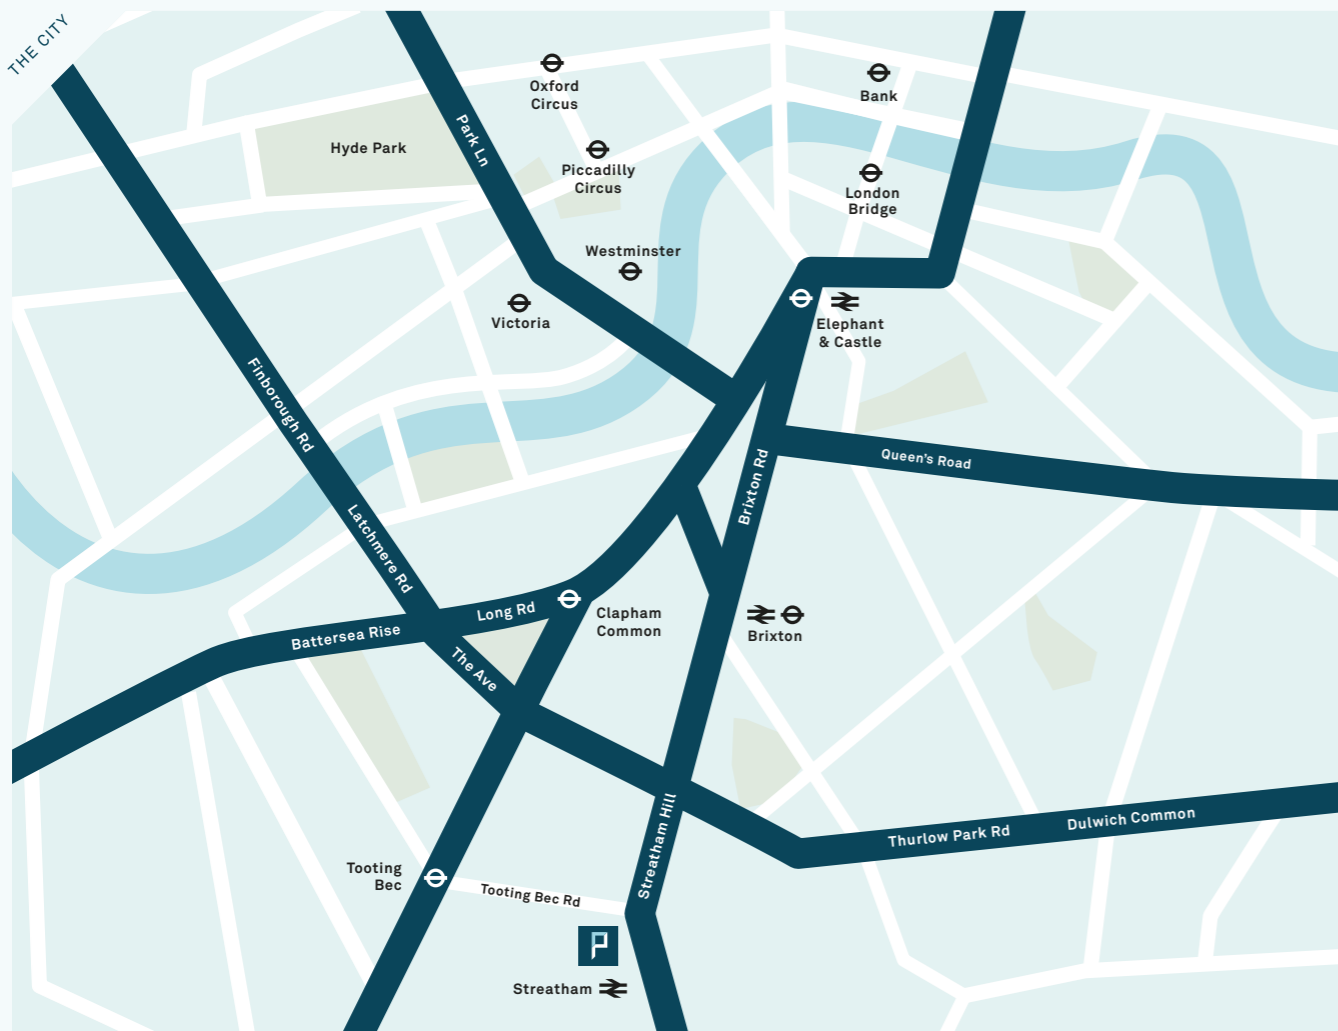 THE CITY
Oxford
Circus
Bank
Park Ln
Hyde Park
Piccadilly
Circus
London
Bridge
Westminster
Victoria
Elephant
& Castle
Finborough Rd
Queen's Road
Brixton Rd
Latchmere Rd
Long Rd
Clapham
Common
Battersea Rise
Brixton
The Ave
Streatham Hill
Thurlow Park Rd
Dulwich Common
Tooting
Bec
Tooting Bec Rd
P
Streatham